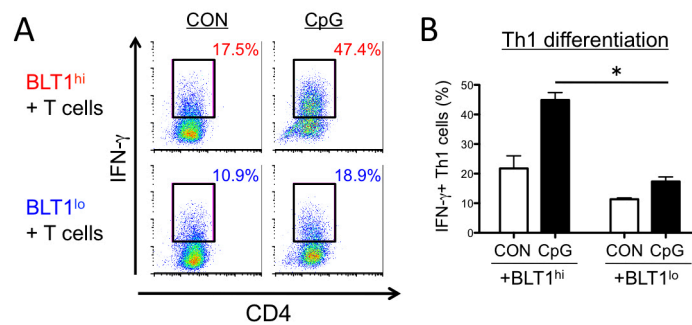 A
CON CpG
17.5% 47.4%
BLT1hi
+ T cells
10.9% 18.9%
BLT1lo
+ T cells
IFN-γ
CD4
B
Th1 differentiation
*
IFN-γ+ Th1 cells (%)
50
40
30
20
10
0
CON CpG CON CpG
+BLT1hi +BLT1lo